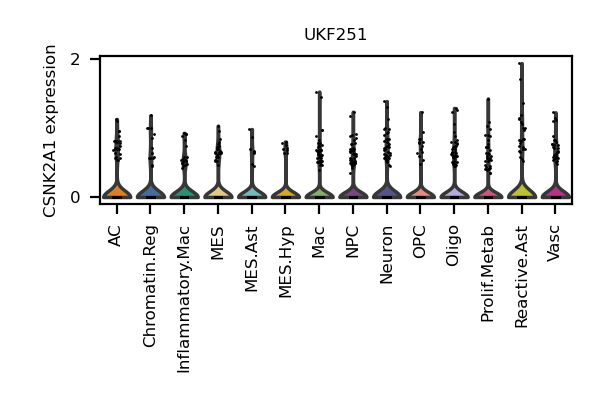 UKF251
CSNK2A1 expression
2
0
AC
Chromatin.Reg
Inflammatory.Mac
MES
MES.Ast
MES.Hyp
Mac
NPC
Neuron
OPC
Oligo
Prolif.Metab
Reactive.Ast
Vasc